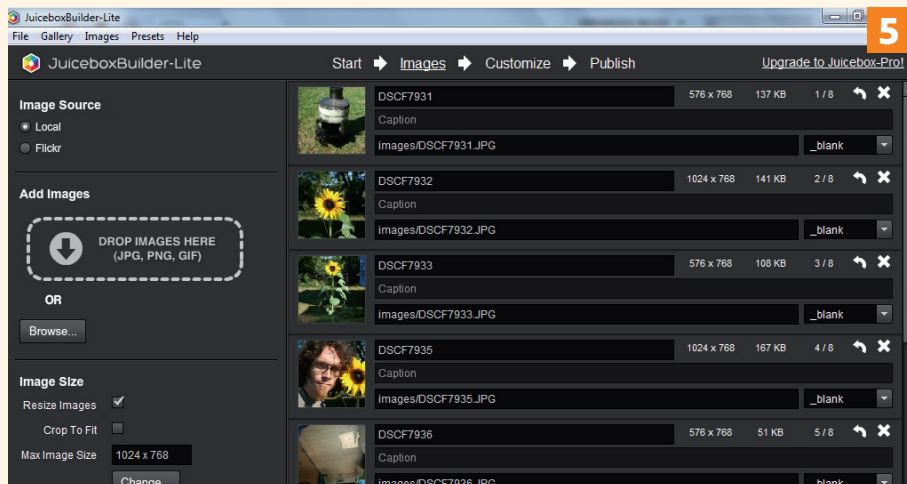 JuiceboxBuilder-Lite
5
File Gallery Images Presets Help
JuiceboxBuilder-Lite
Start Images Customize Publish
Upgrade to Juicebox-Pro!
Image Source
Local
Flickr
Add Images
DROP IMAGES HERE
(JPG, PNG, GIF)
OR
Browse...
Image Size
Resize Images
Crop To Fit
Max Image Size 1024 x 768
Change...
DSCF7931 576 x 768 137 KB 1 / 8
Caption
images/DSCF7931.JPG _blank
DSCF7932 1024 x 768 141 KB 2 / 8
Caption
images/DSCF7932.JPG _blank
DSCF7933 576 x 768 108 KB 3 / 8
Caption
images/DSCF7933.JPG _blank
DSCF7935 1024 x 768 167 KB 4 / 8
Caption
images/DSCF7935.JPG _blank
DSCF7936 576 x 768 51 KB 5 / 8
Caption
images/DSCF7936.JPG _blank